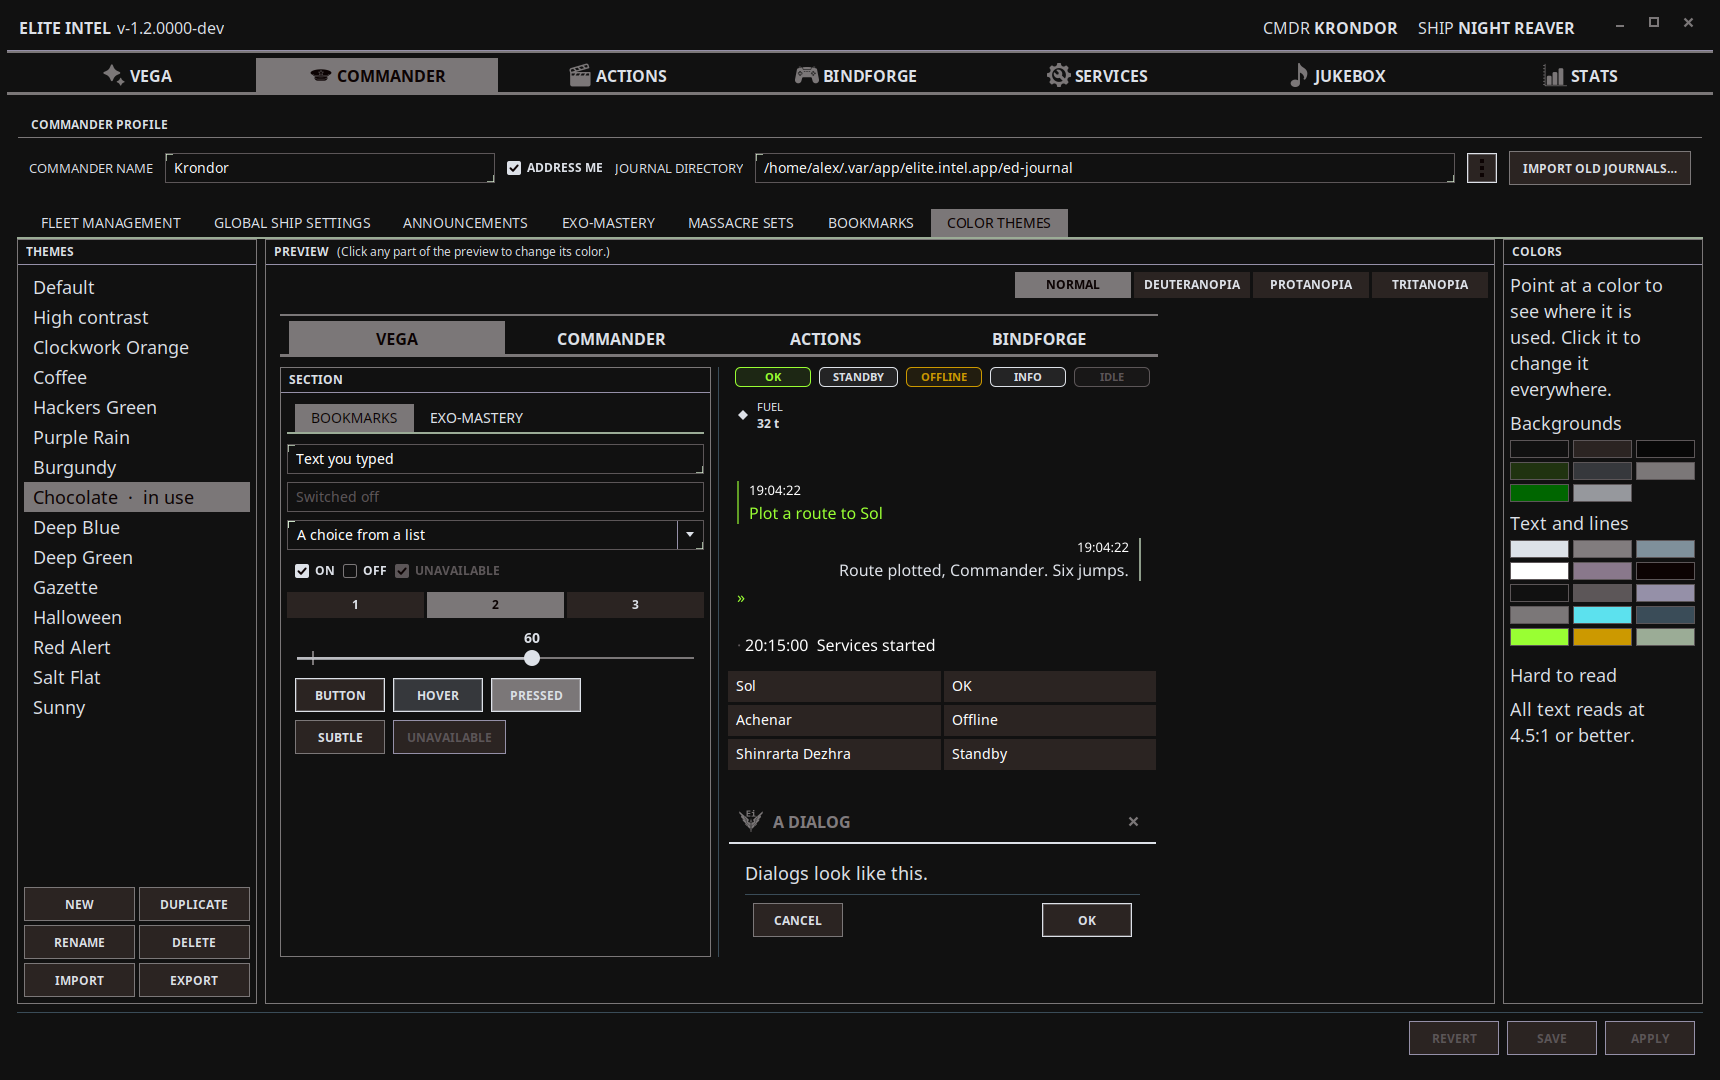 ELITE INTEL v-1.2.0000-dev
CMDR KRONDOR SHIP NIGHT REAVER
VEGA COMMANDER ACTIONS BINDFORGE SERVICES JUKEBOX STATS
COMMANDER PROFILE
COMMANDER NAME Krondor ADDRESS ME JOURNAL DIRECTORY /home/alex/.var/app/elite.intel.app/ed-journal IMPORT OLD JOURNALS...
FLEET MANAGEMENT GLOBAL SHIP SETTINGS ANNOUNCEMENTS EXO-MASTERY MASSACRE SETS BOOKMARKS COLOR THEMES
THEMES
Default
High contrast
Clockwork Orange
Coffee
Hackers Green
Purple Rain
Burgundy
Chocolate · in use
Deep Blue
Deep Green
Gazette
Halloween
Red Alert
Salt Flat
Sunny
NEW DUPLICATE
RENAME DELETE
IMPORT EXPORT
PREVIEW (Click any part of the preview to change its color.)
NORMAL DEUTERANOPIA PROTANOPIA TRITANOPIA
VEGA COMMANDER ACTIONS BINDFORGE
SECTION
BOOKMARKS EXO-MASTERY
Text you typed
Switched off
A choice from a list
ON OFF UNAVAILABLE
1 2 3
60
BUTTON HOVER PRESSED
SUBTLE UNAVAILABLE
OK STANDBY OFFLINE INFO IDLE
FUEL
32 t
19:04:22
Plot a route to Sol
19:04:22
Route plotted, Commander. Six jumps.
»
· 20:15:00 Services started
Sol OK
Achenar Offline
Shinrarta Dezhra Standby
A DIALOG
Dialogs look like this.
CANCEL OK
COLORS
Point at a color to
see where it is
used. Click it to
change it
everywhere.
Backgrounds
Text and lines
Hard to read
All text reads at
4.5:1 or better.
REVERT SAVE APPLY